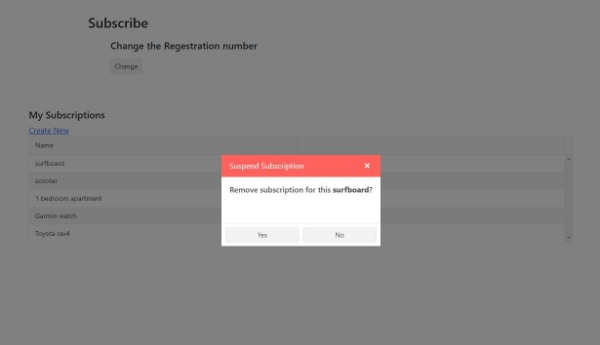 Subscribe
Change the Regestration number
Change
My Subscriptions
Create New
Name
surfboard
scooter
1 bedroom apartment
Garmin watch
Toyota rav4
Suspend Subscription
Remove subscription for this surfboard?
Yes No